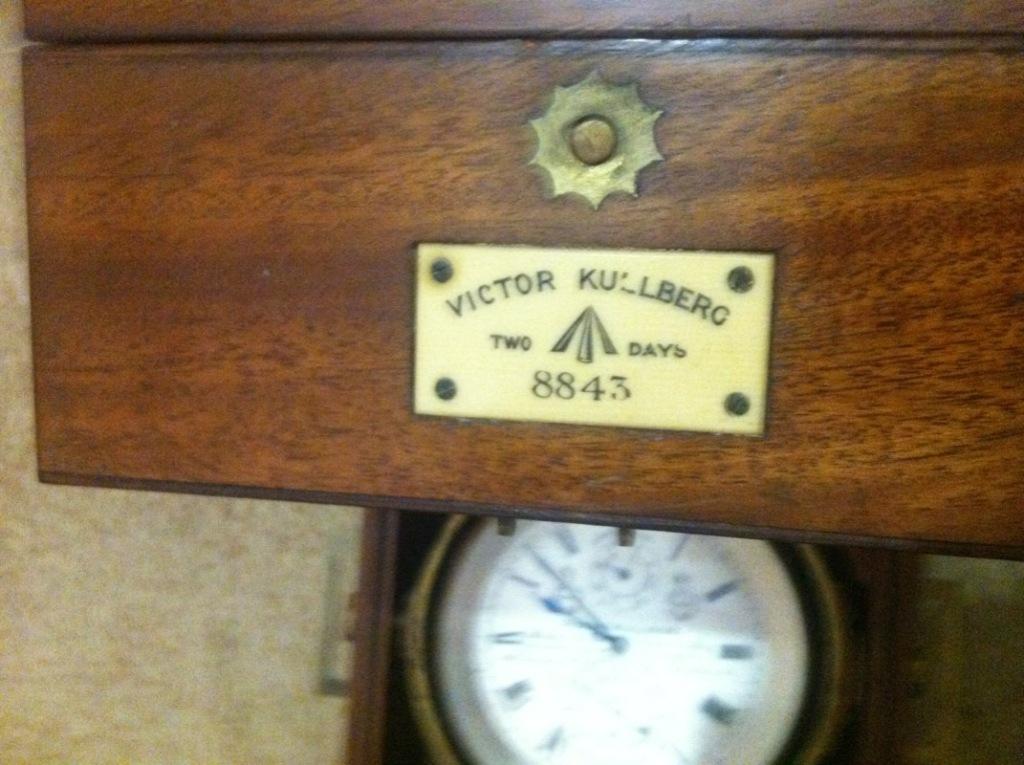 VICTOR KULLBERG
TWO DAYS
8843